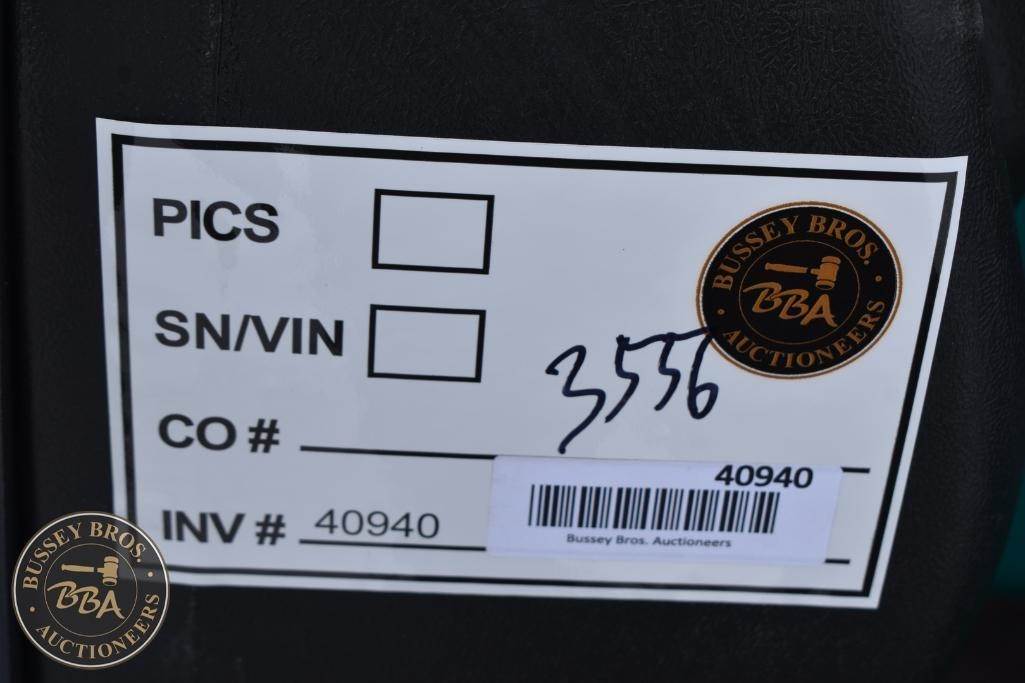 PICS
SN/VIN
CO #
INV # 40940
BUSSEY BROS.
BBA
AUCTIONEERS
3556
40940
Bussey Bros. Auctioneers
BUSSEY BROS.
BBA
AUCTIONEERS